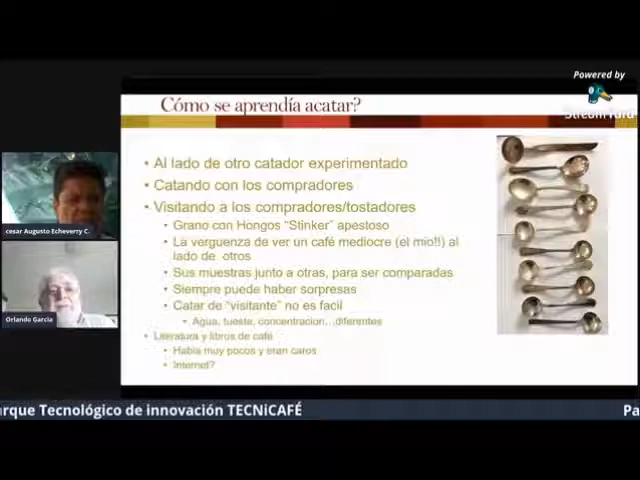 Powered by
StreamYard
Cómo se aprendía acatar?
• Al lado de otro catador experimentado
• Catando con los compradores
• Visitando a los compradores/tostadores
• Grano con Hongos “Stinker” apestoso
• La verguenza de ver un café mediocre (el mio!!) al
lado de otros
• Sus muestras junto a otras, para ser comparadas
• Siempre puede haber sorpresas
• Catar de “visitante” no es facil
• Agua, tueste, concentracion...diferentes
• Literatura y libros de café
• Habia muy pocos y eran caros
• Internet?
cesar Augusto Echeverry C.
Orlando Garcia
arque Tecnológico de innovación TECNiCAFÉ
Pa